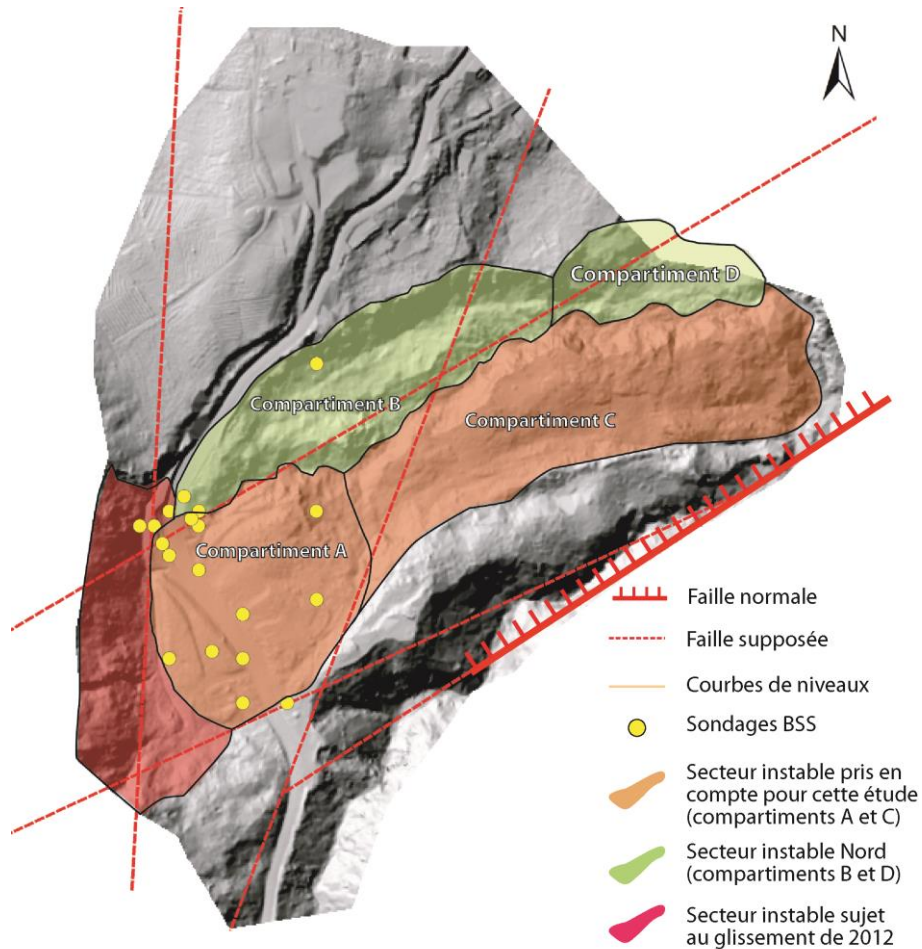 N
Compartiment D
Compartiment B
Compartiment C
Compartiment A
Faille normale
Faille supposée
Courbes de niveaux
Sondages BSS
Secteur instable pris en
compte pour cette étude
(compartiments A et C)
Secteur instable Nord
(compartiments B et D)
Secteur instable sujet
au glissement de 2012